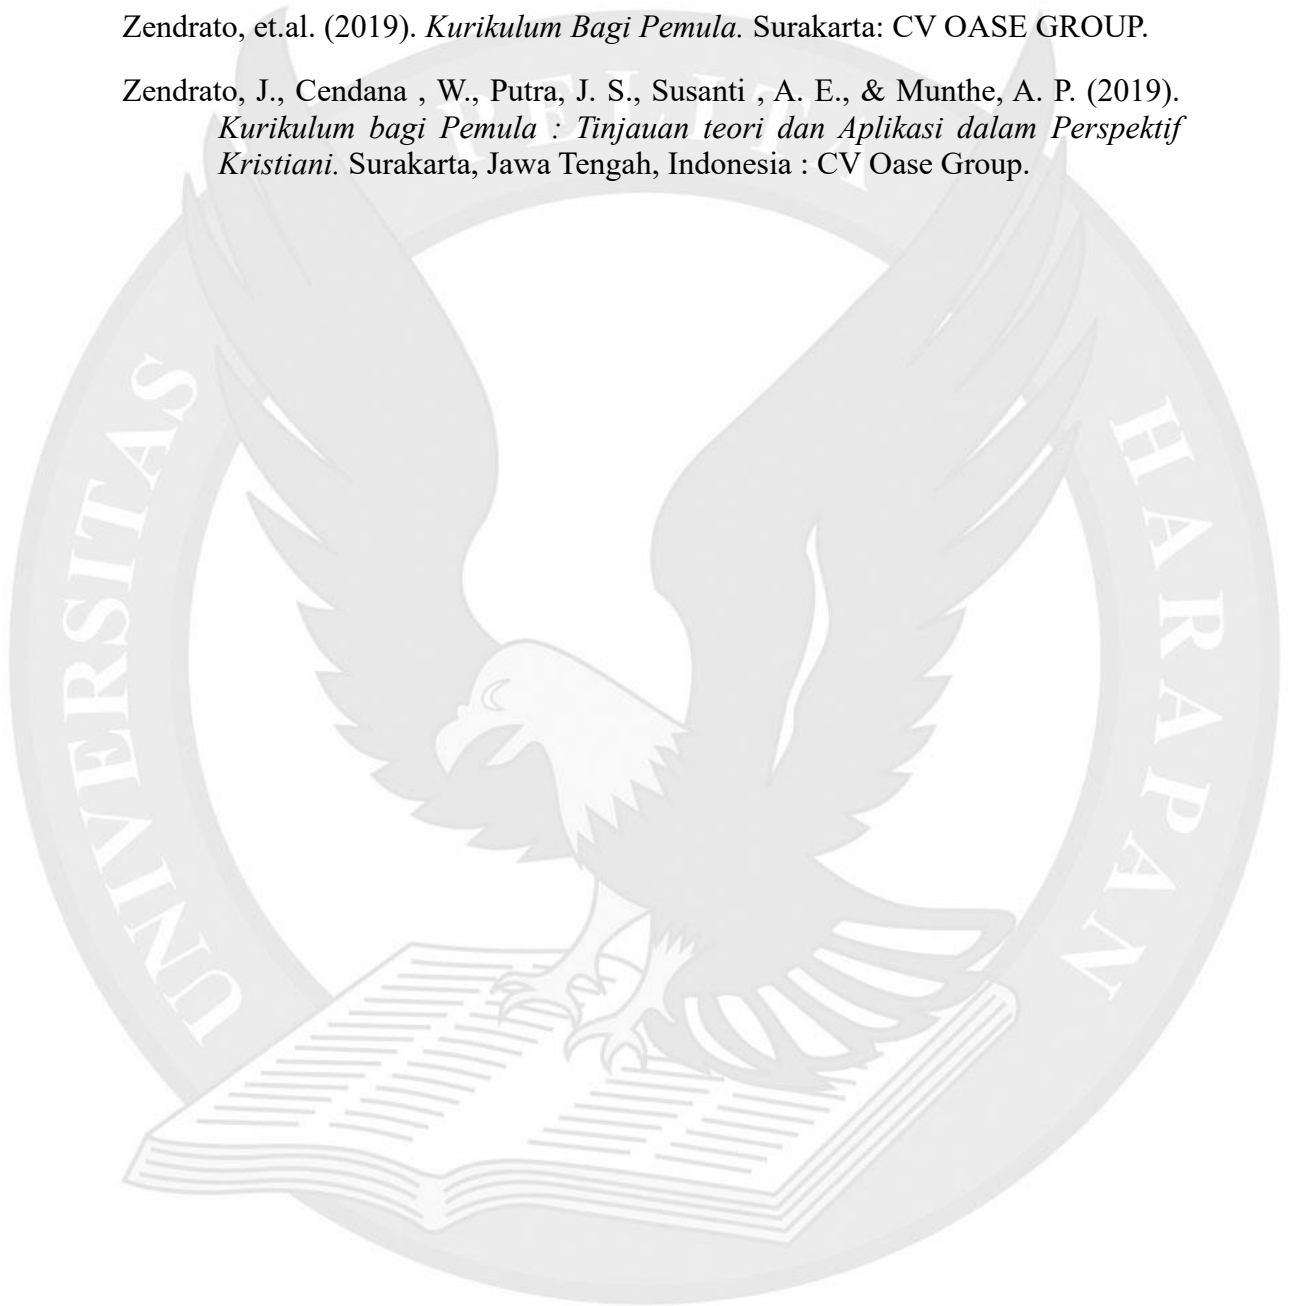 Zendrato, et.al. (2019). Kurikulum Bagi Pemula. Surakarta: CV OASE GROUP.
Zendrato, J., Cendana , W., Putra, J. S., Susanti , A. E., & Munthe, A. P. (2019).
Kurikulum bagi Pemula : Tinjauan teori dan Aplikasi dalam Perspektif
Kristiani. Surakarta, Jawa Tengah, Indonesia : CV Oase Group.
UNIVERSITAS
PELITA
HARAPAN